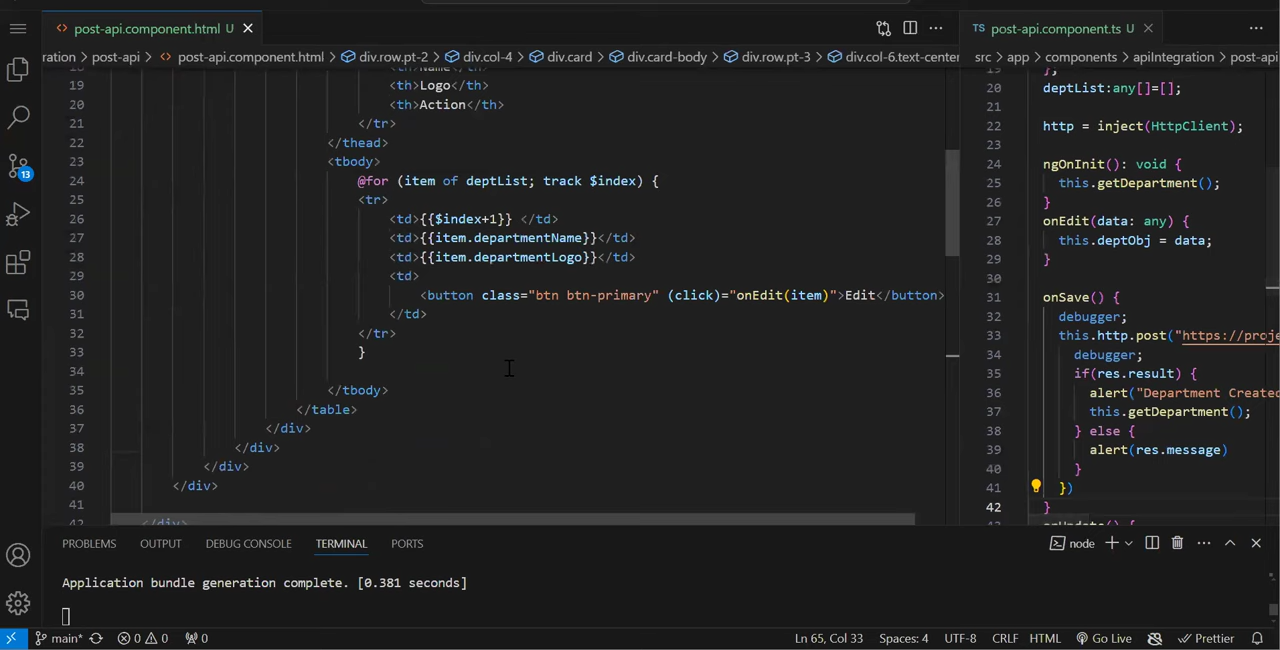 post-api.component.html U
post-api.component.ts U
ration > post-api > post-api.component.html > div.row.pt-2 > div.col-4 > div.card > div.card-body > div.row.pt-3 > div.col-6.text-center
src > app > components > apiIntegration > post-api
<th>Name</th>
19 <th>Logo</th>
20 <th>Action</th>
21 </tr>
22 </thead>
23 <tbody>
24 @for (item of deptList; track $index) {
25 <tr>
26 <td>{{$index+1}} </td>
27 <td>{{item.departmentName}}</td>
28 <td>{{item.departmentLogo}}</td>
29 <td>
30 <button class="btn btn-primary" (click)="onEdit(item)">Edit</button>
31 </td>
32 </tr>
33 }
34
35 </tbody>
36 </table>
37 </div>
38 </div>
39 </div>
40 </div>
41
42 </div>
};
20 deptList:any[]=[];
21
22 http = inject(HttpClient);
23
24 ngOnInit(): void {
25 this.getDepartment();
26 }
27 onEdit(data: any) {
28 this.deptObj = data;
29 }
30
31 onSave() {
32 debugger;
33 this.http.post("https://proje
34 debugger;
35 if(res.result) {
36 alert("Department Created
37 this.getDepartment();
38 } else {
39 alert(res.message)
40 }
41 })
42 }
onUpdate() {
13
PROBLEMS OUTPUT DEBUG CONSOLE TERMINAL PORTS
node
Application bundle generation complete. [0.381 seconds]
main* 0 0 0
Ln 65, Col 33 Spaces: 4 UTF-8 CRLF HTML Go Live Prettier